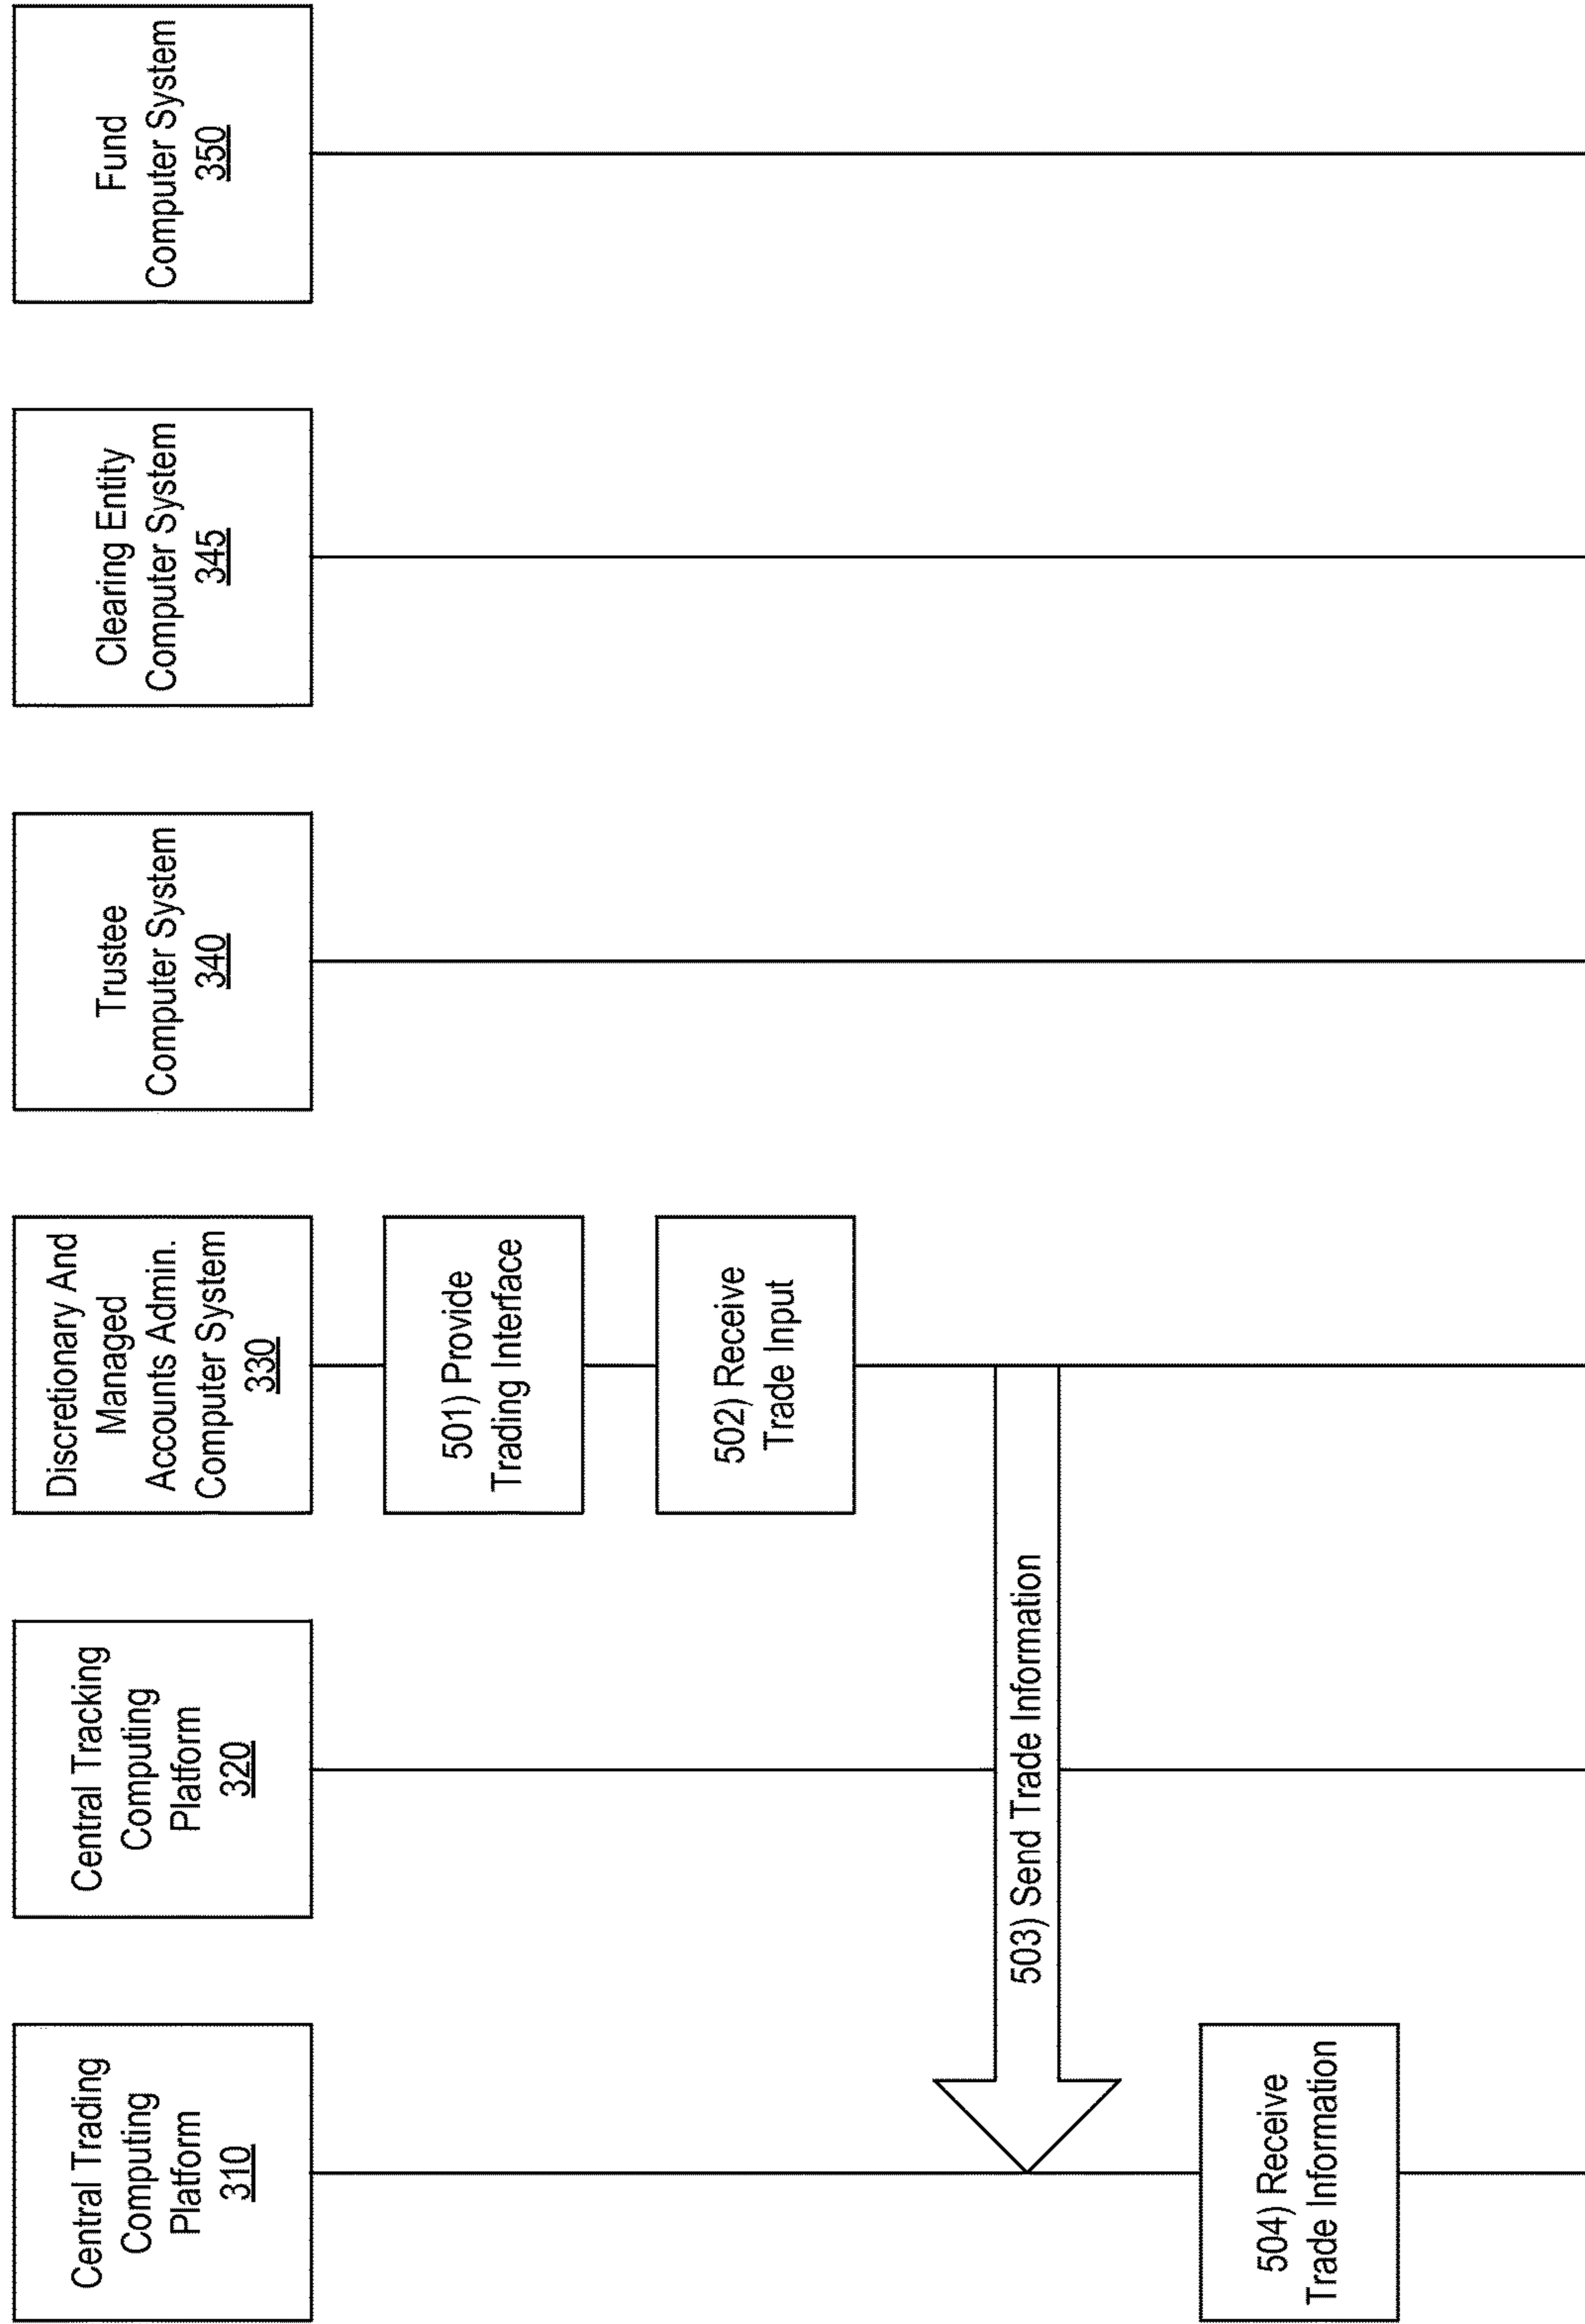 Central Trading
Computing
Platform
310
Central Tracking
Computing
Platform
320
Discretionary And
Managed
Accounts Admin.
Computer System
330
Trustee
Computer System
340
Clearing Entity
Computer System
345
Fund
Computer System
350
501) Provide
Trading Interface
502) Receive
Trade Input
503) Send Trade Information
504) Receive
Trade Information